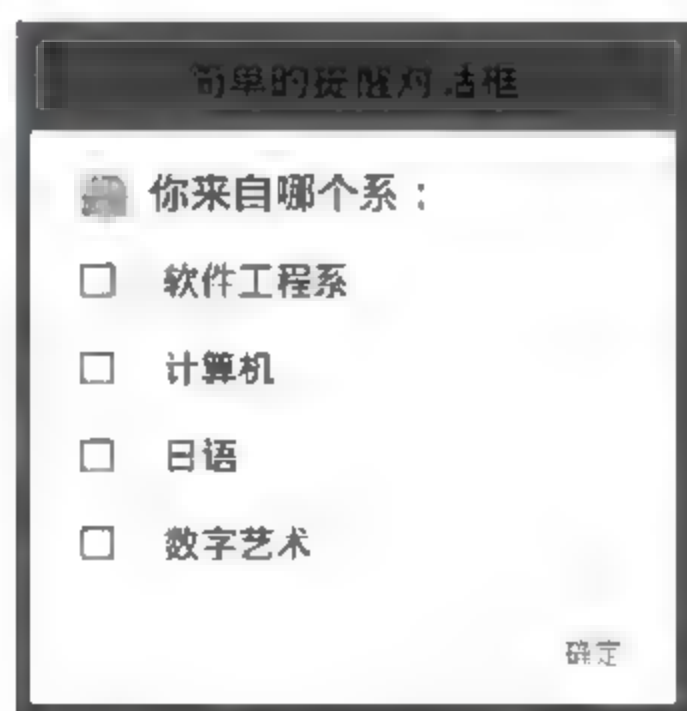 简单的提醒对话框
你来自哪个系：
软件工程系
计算机
日语
数字艺术
确定